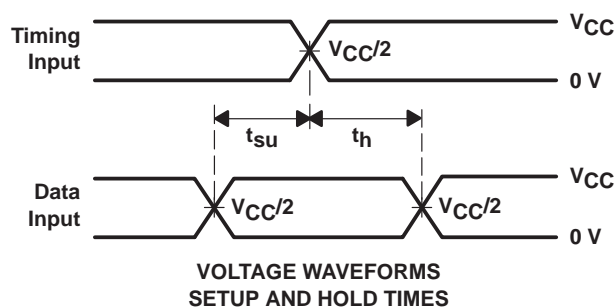 Timing
Input
VCC
VCC/2
0 V
tsu
th
Data
Input
VCC
VCC/2
VCC/2
0 V
VOLTAGE WAVEFORMS
SETUP AND HOLD TIMES